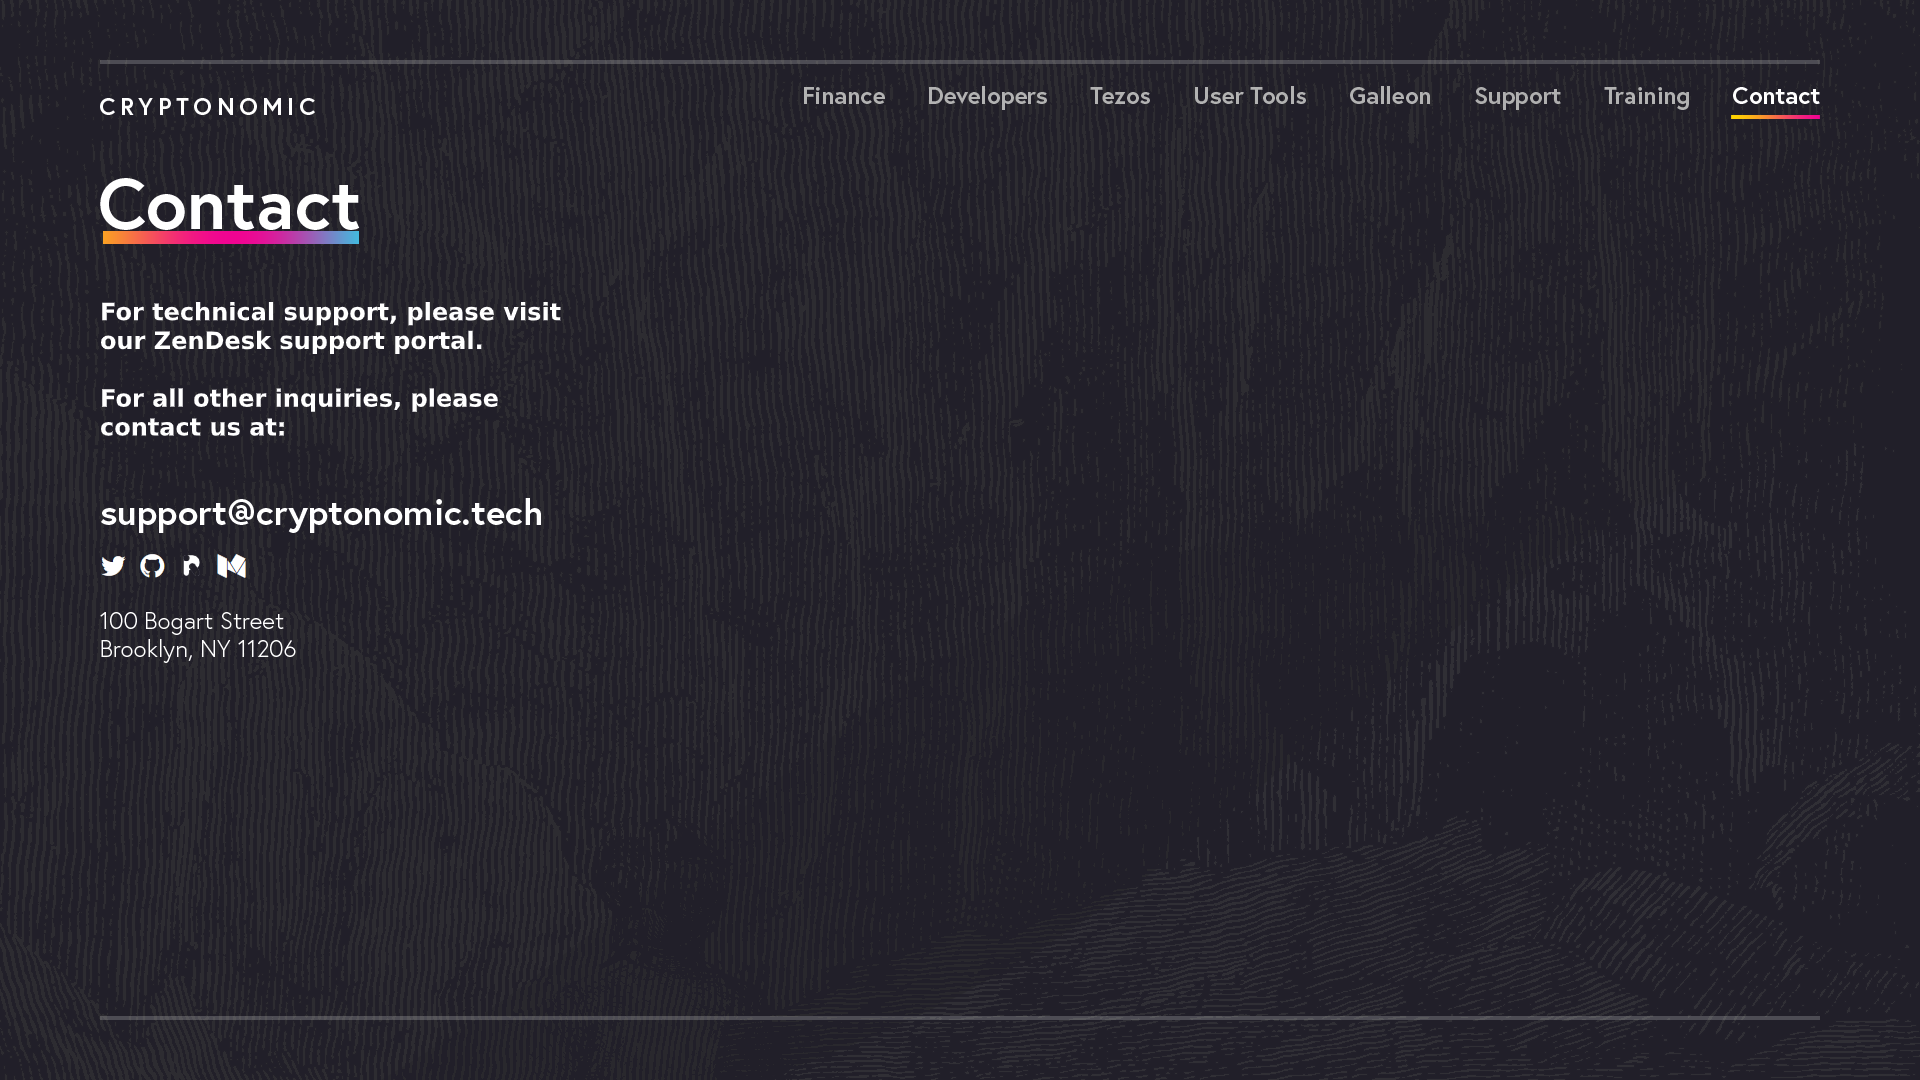 CRYPTONOMIC
Finance Developers Tezos User Tools Galleon Support Training Contact
Contact
For technical support, please visit
our ZenDesk support portal.
For all other inquiries, please
contact us at:
support@cryptonomic.tech
100 Bogart Street
Brooklyn, NY 11206